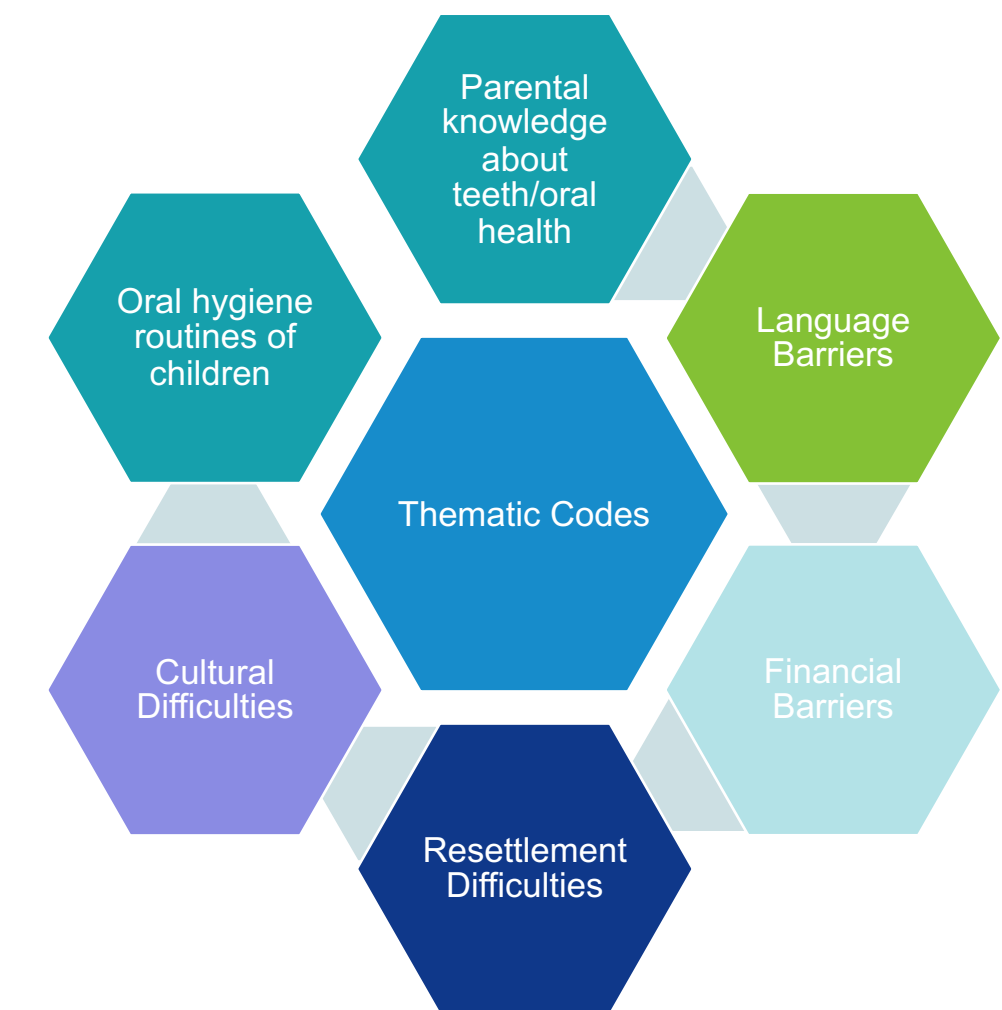 Parental
knowledge
about
teeth/oral
health
Language
Barriers
Financial
Barriers
Resettlement
Difficulties
Cultural
Difficulties
Oral hygiene
routines of
children
Thematic Codes